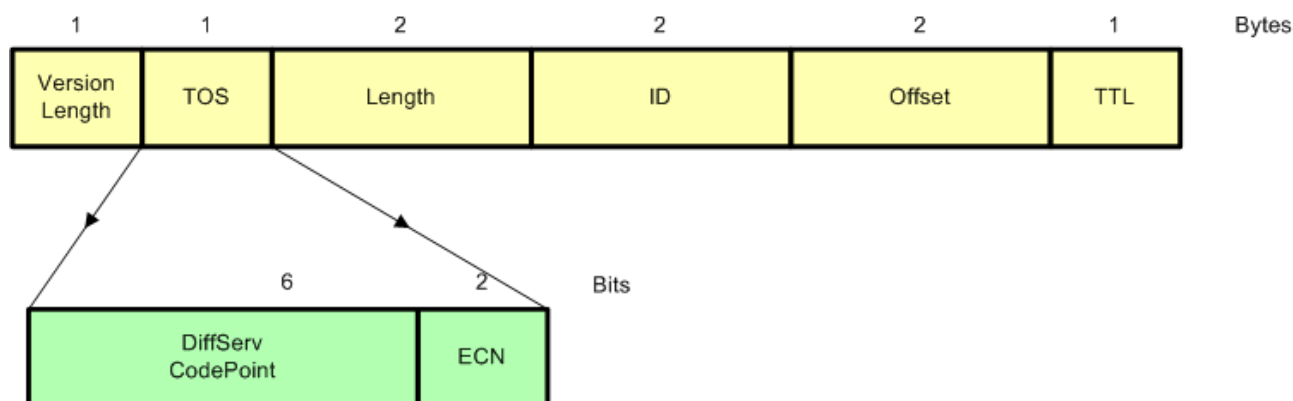 1 1 2 2 2 1 Bytes
Version
Length
TOS
Length
ID
Offset
TTL
6 2 Bits
DiffServ
CodePoint
ECN